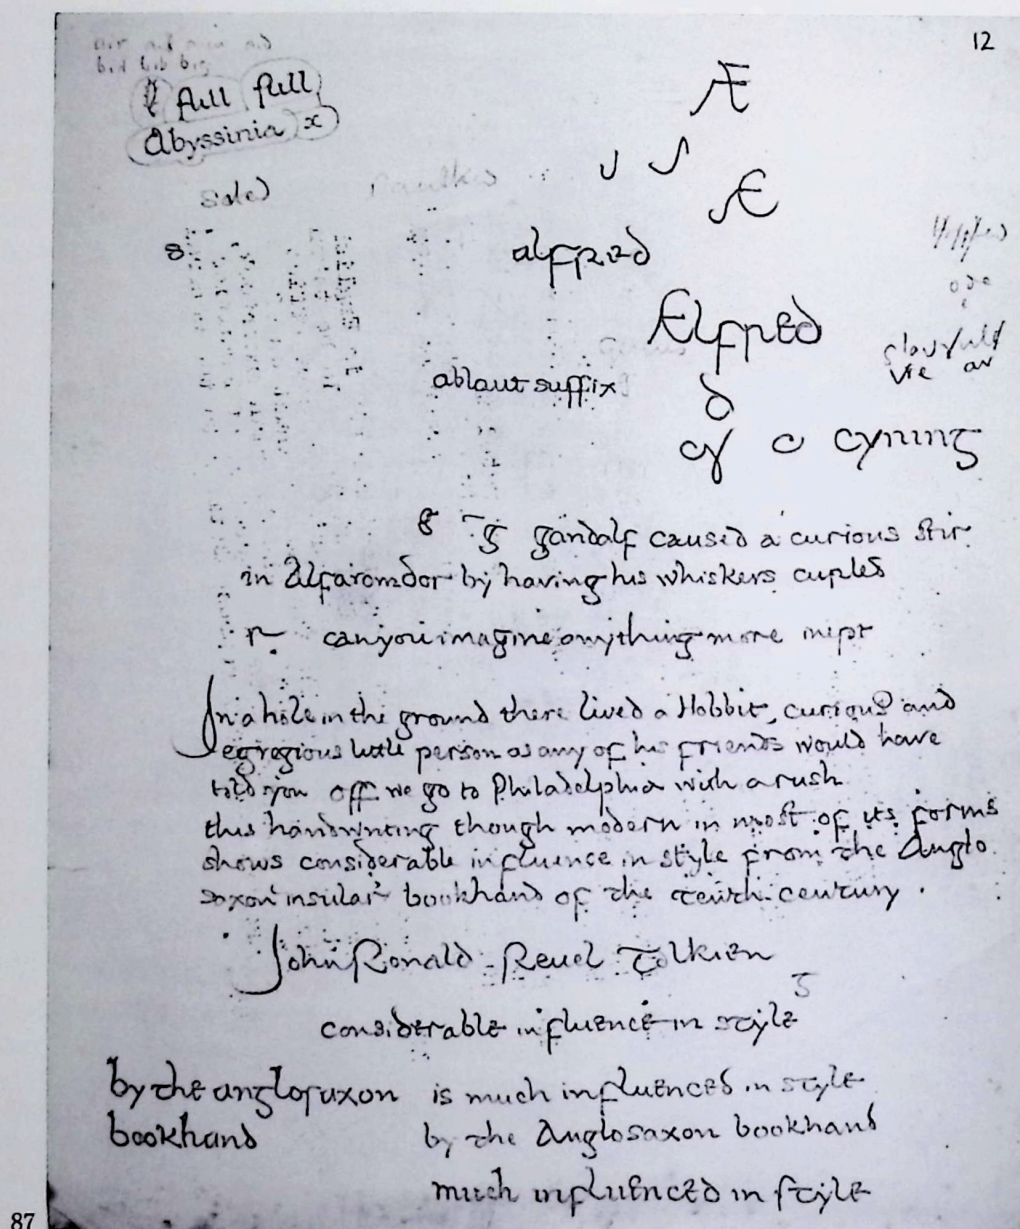 12
full full
Abyssinia x
Æ
Æ
sale
s
alfred
Ælfred
ablaut suffix
d
cy c cyning
g g gandalf caused a curious stir
in Alfaromdor by having his whiskers curled
r can you imagine anything more inept
In a hole in the ground there lived a Hobbit, curious and
egregious little person as any of his friends would have
told you off we go to Philadelphia with a rush
this handwriting though modern in most of its forms
shows considerable influence in style from the Anglo
saxon insular bookhand of the tenth century .
John Ronald Reuel Tolkien
considerable influence in style
by the anglosaxon
bookhand
is much influenced in style
by the Anglosaxon bookhand
much influenced in style
87